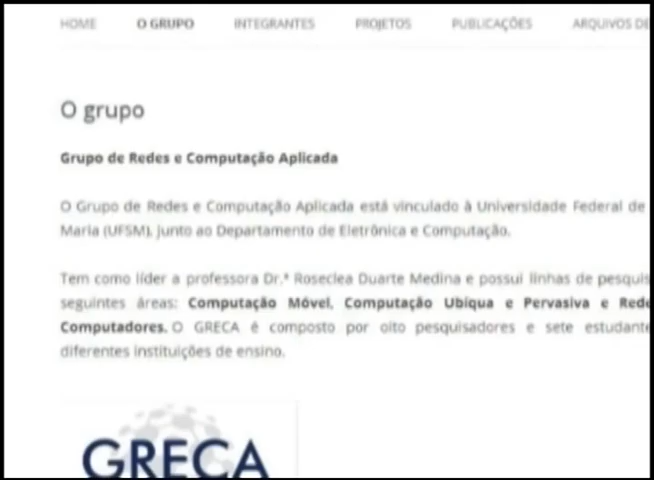 HOME O GRUPO INTEGRANTES PROJETOS PUBLICAÇÕES ARQUIVOS DE
O grupo
Grupo de Redes e Computação Aplicada
O Grupo de Redes e Computação Aplicada está vinculado à Universidade Federal de
Maria (UFSM), junto ao Departamento de Eletrônica e Computação.
Tem como líder a professora Dr.ª Roseclea Duarte Medina e possui linhas de pesquis
seguintes áreas: Computação Móvel, Computação Ubíqua e Pervasiva e Rede
Computadores. O GRECA é composto por oito pesquisadores e sete estudante
diferentes instituições de ensino.
GRECA